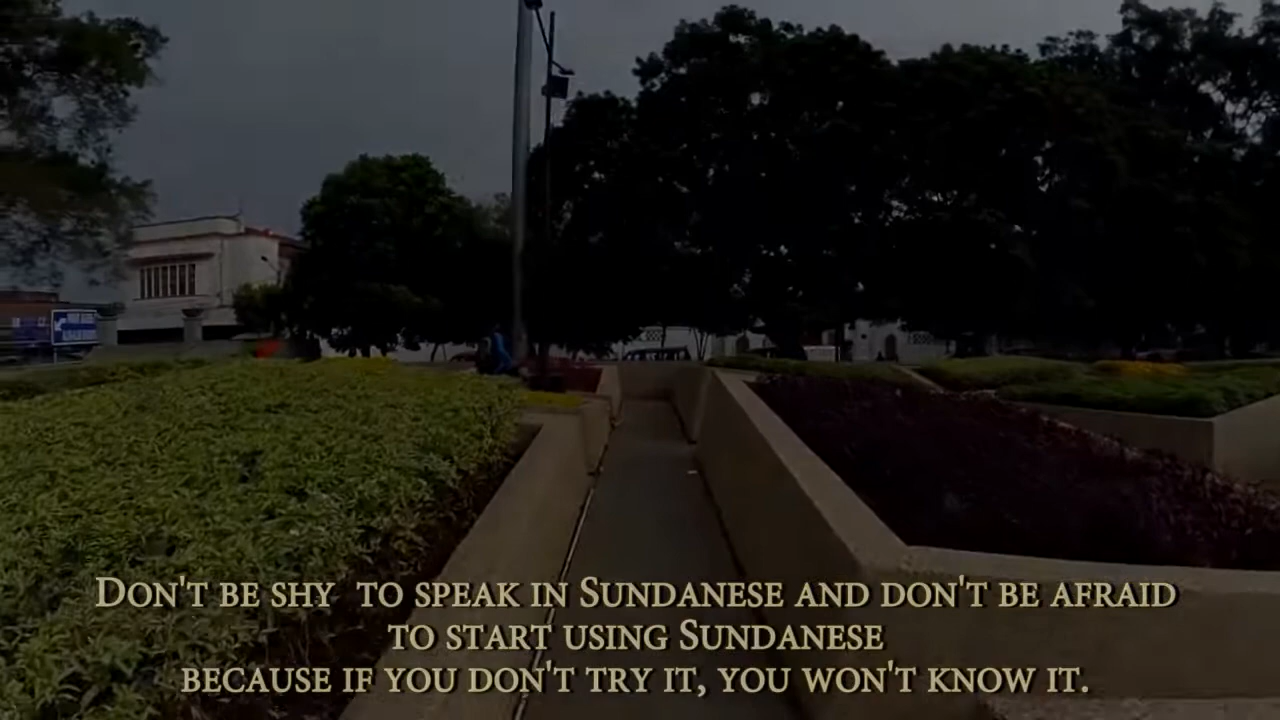 Don't be shy to speak in Sundanese and don't be afraid
to start using Sundanese
because if you don't try it, you won't know it.